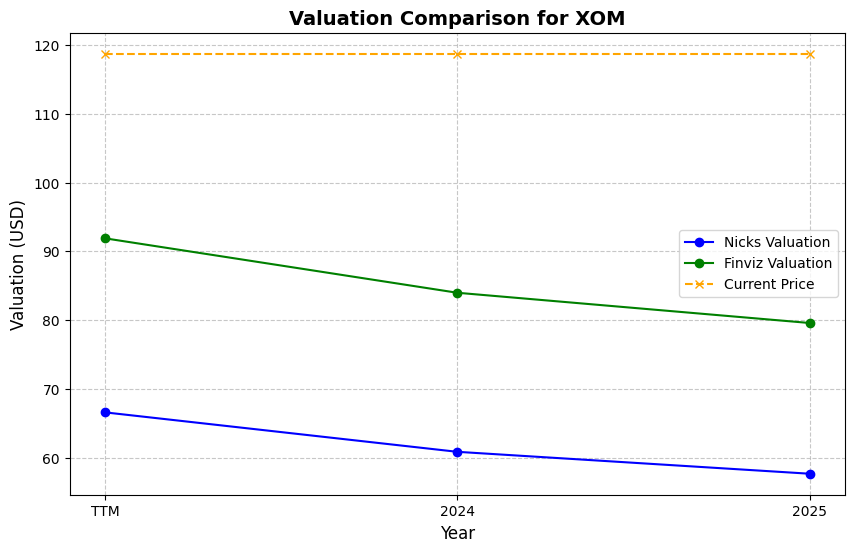 Valuation Comparison for XOM
Valuation (USD)
120
110
100
90
80
70
60
Nicks Valuation
Finviz Valuation
Current Price
TTM
2024
2025
Year